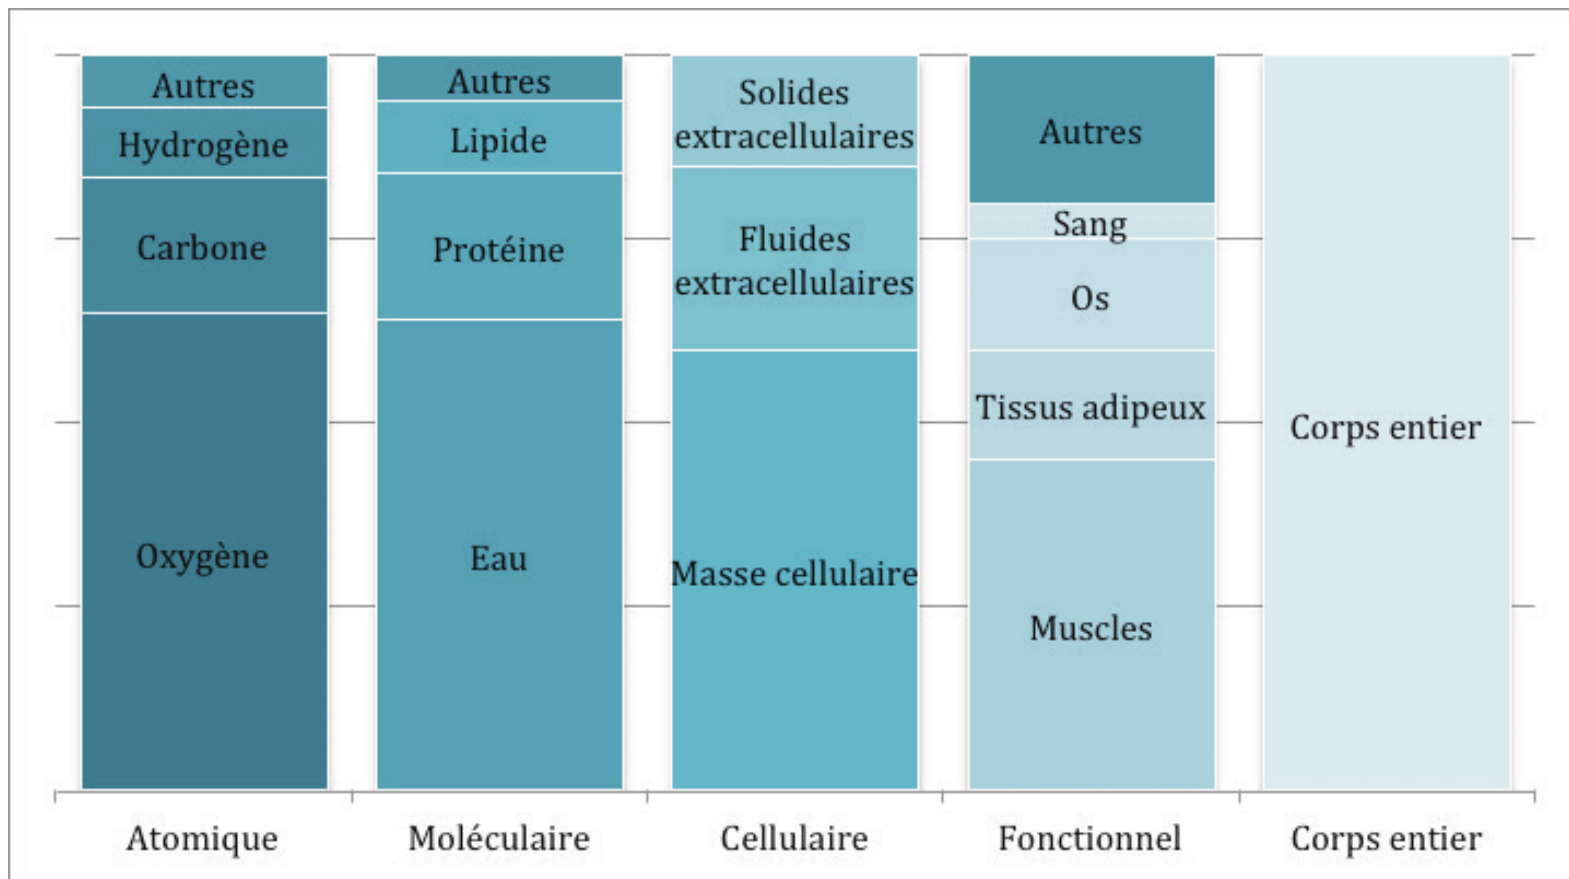 Autres
Hydrogène
Carbone
Oxygène
Autres
Lipide
Protéine
Eau
Solides
extracellulaires
Fluides
extracellulaires
Masse cellulaire
Autres
Sang
Os
Tissus adipeux
Muscles
Corps entier
Atomique
Moléculaire
Cellulaire
Fonctionnel
Corps entier